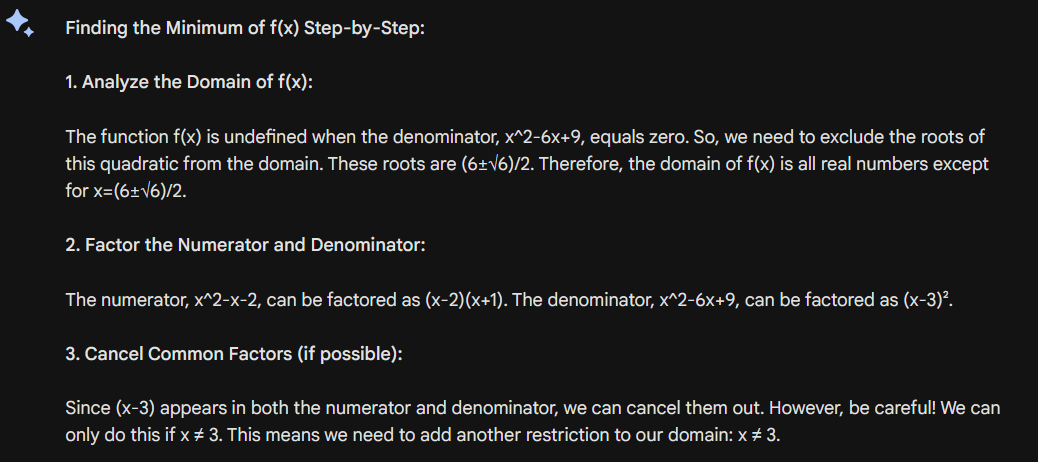 Finding the Minimum of f(x) Step-by-Step:
1. Analyze the Domain of f(x):
The function f(x) is undefined when the denominator, x^2-6x+9, equals zero. So, we need to exclude the roots of
this quadratic from the domain. These roots are (6±√6)/2. Therefore, the domain of f(x) is all real numbers except
for x=(6±√6)/2.
2. Factor the Numerator and Denominator:
The numerator, x^2-x-2, can be factored as (x-2)(x+1). The denominator, x^2-6x+9, can be factored as (x-3)².
3. Cancel Common Factors (if possible):
Since (x-3) appears in both the numerator and denominator, we can cancel them out. However, be careful! We can
only do this if x ≠ 3. This means we need to add another restriction to our domain: x ≠ 3.